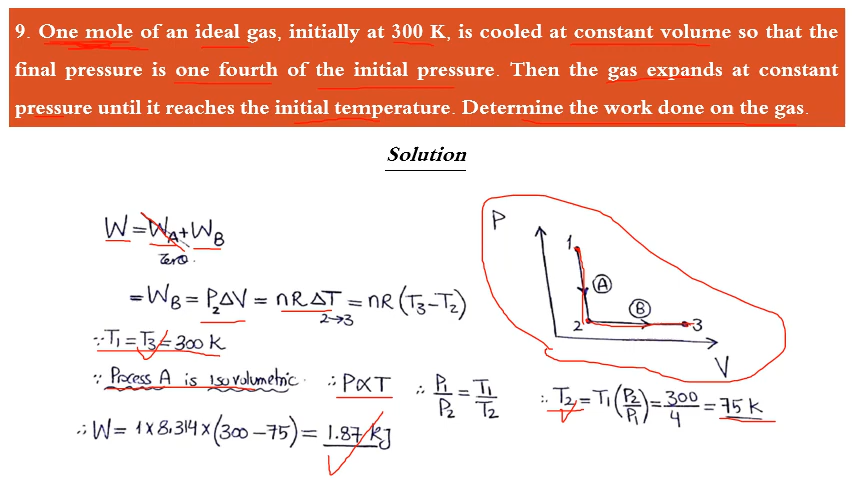 9. One mole of an ideal gas, initially at 300 K, is cooled at constant volume so that the
final pressure is one fourth of the initial pressure. Then the gas expands at constant
pressure until it reaches the initial temperature. Determine the work done on the gas.
Solution
W = W_A + W_B
Zero.
= W_B = P₂ΔV = nRΔT = nR (T₃ - T₂)
2→3
∵ T₁ = T₃ = 300 K
∵ Process A is isovolumetric. ∴ P∝T ∴ P₁/P₂ = T₁/T₂ ∴ T₂ = T₁(P₂/P₁) = 300/4 = 75 K
∴ W = 1 x 8.314 x (300 - 75) = 1.87 kJ
P
1
A
B
2
3
V